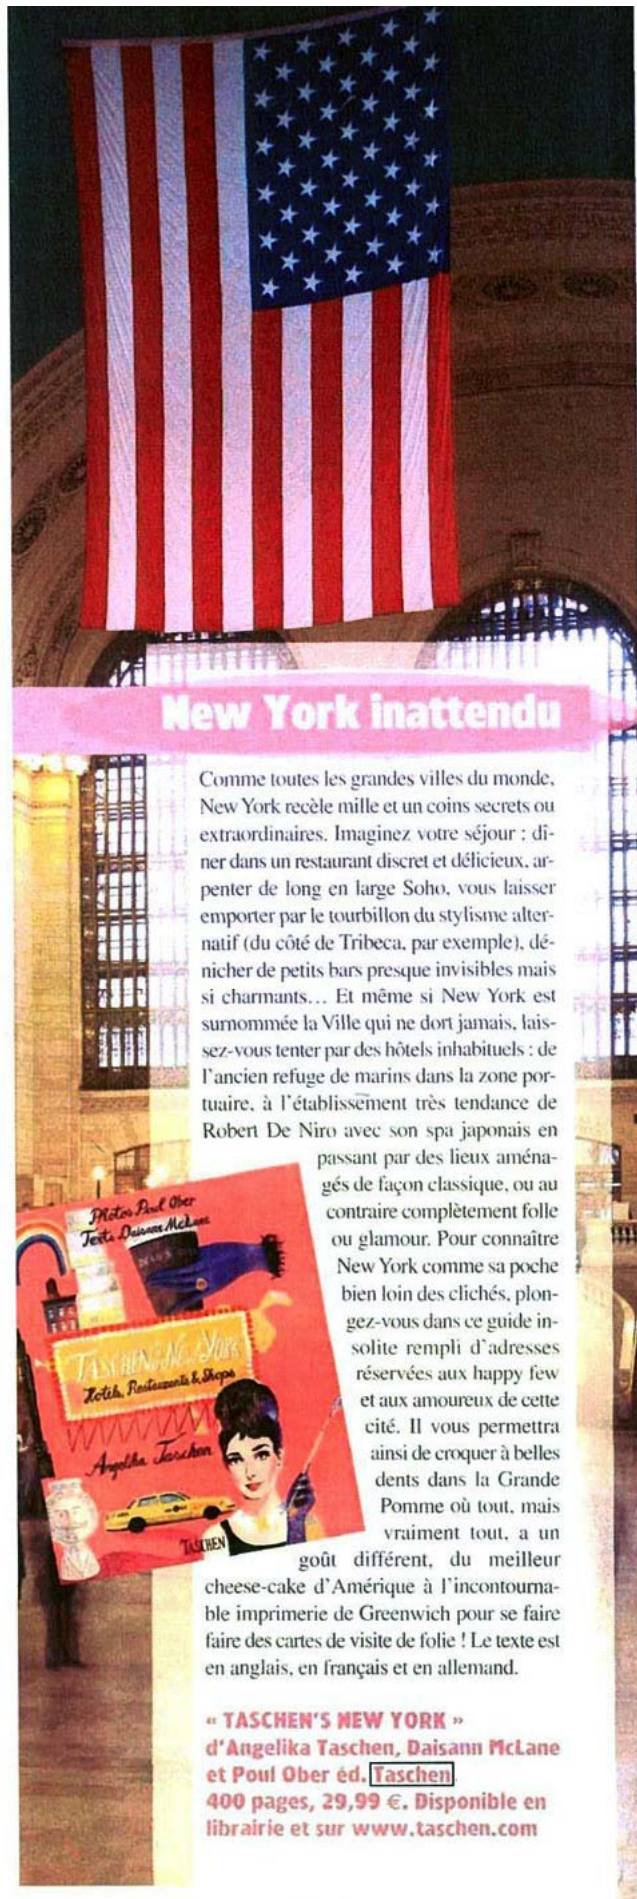 New York inattendu
Comme toutes les grandes villes du monde,
New York recèle mille et un coins secrets ou
extraordinaires. Imaginez votre séjour : dî-
ner dans un restaurant discret et délicieux, ar-
penter de long en large Soho, vous laisser
emporter par le tourbillon du stylisme alter-
natif (du côté de Tribeca, par exemple), dé-
nicher de petits bars presque invisibles mais
si charmants... Et même si New York est
surnommée la Ville qui ne dort jamais, lais-
sez-vous tenter par des hôtels inhabituels : de
l'ancien refuge de marins dans la zone por-
tuaire, à l'établissement très tendance de
Robert De Niro avec son spa japonais en
passant par des lieux aména-
gés de façon classique, ou au
contraire complètement folle
ou glamour. Pour connaître
New York comme sa poche
bien loin des clichés, plon-
gez-vous dans ce guide in-
solite rempli d'adresses
réservées aux happy few
et aux amoureux de cette
cité. Il vous permettra
ainsi de croquer à belles
dents dans la Grande
Pomme où tout, mais
vraiment tout, a un
goût différent, du meilleur
cheese-cake d'Amérique à l'incontourna-
ble imprimerie de Greenwich pour se faire
faire des cartes de visite de folie ! Le texte est
en anglais, en français et en allemand.
Photos Paul Ober
Texts Daisann McLane
TASCHEN's New York
Hotels, Restaurants & Shops
Angelika Taschen
TASCHEN
« TASCHEN'S NEW YORK »
d'Angelika Taschen, Daisann McLane
et Poul Ober éd. Taschen
400 pages, 29,99 €. Disponible en
librairie et sur www.taschen.com